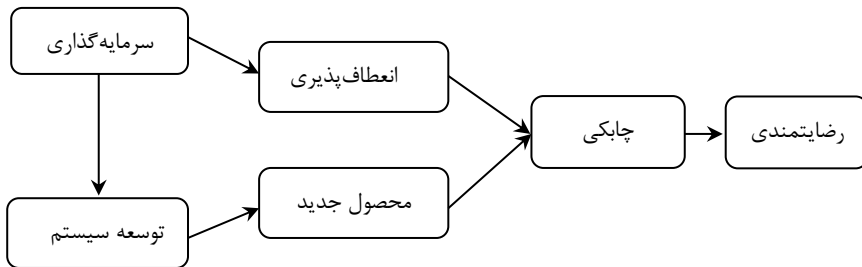 سرمایه‌گذاری
انعطاف‌پذیری
چابکی
رضایتمندی
محصول جدید
توسعه سیستم